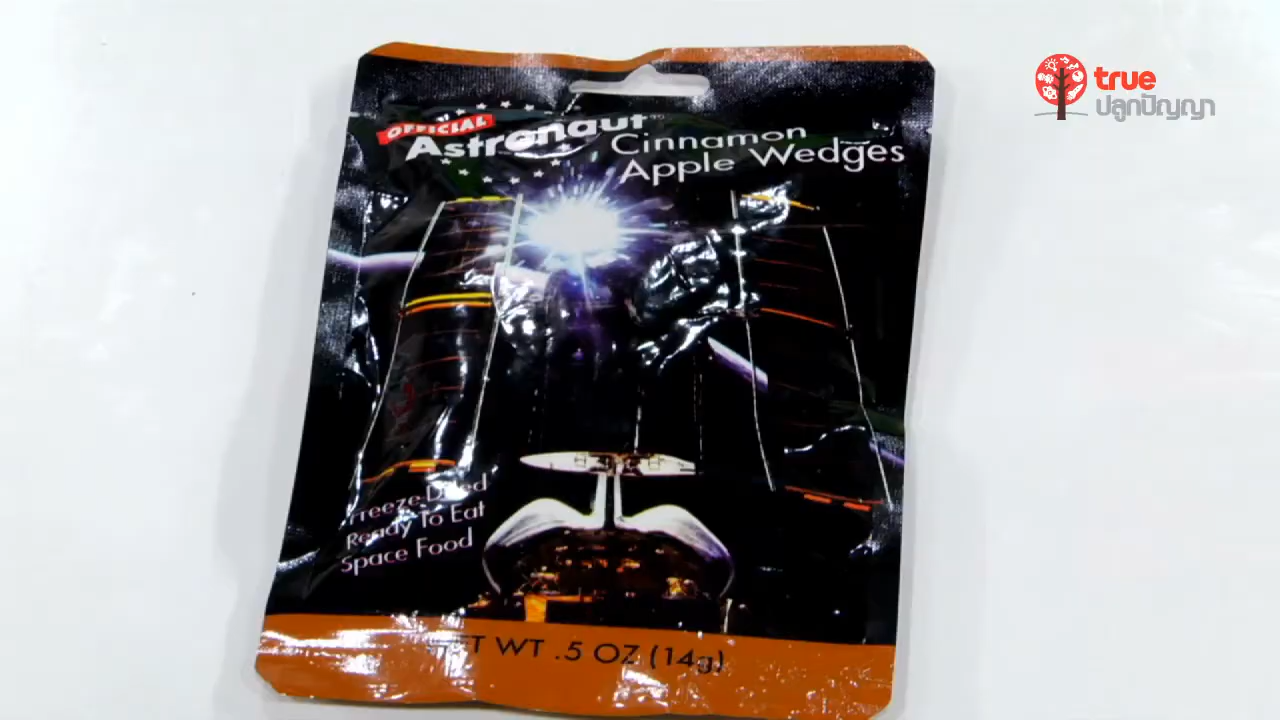 OFFICIAL
Astronaut
Cinnamon
Apple Wedges
Freeze Dried
Ready To Eat
Space Food
NET WT .5 OZ (14g)
true
ปลูกปัญญา